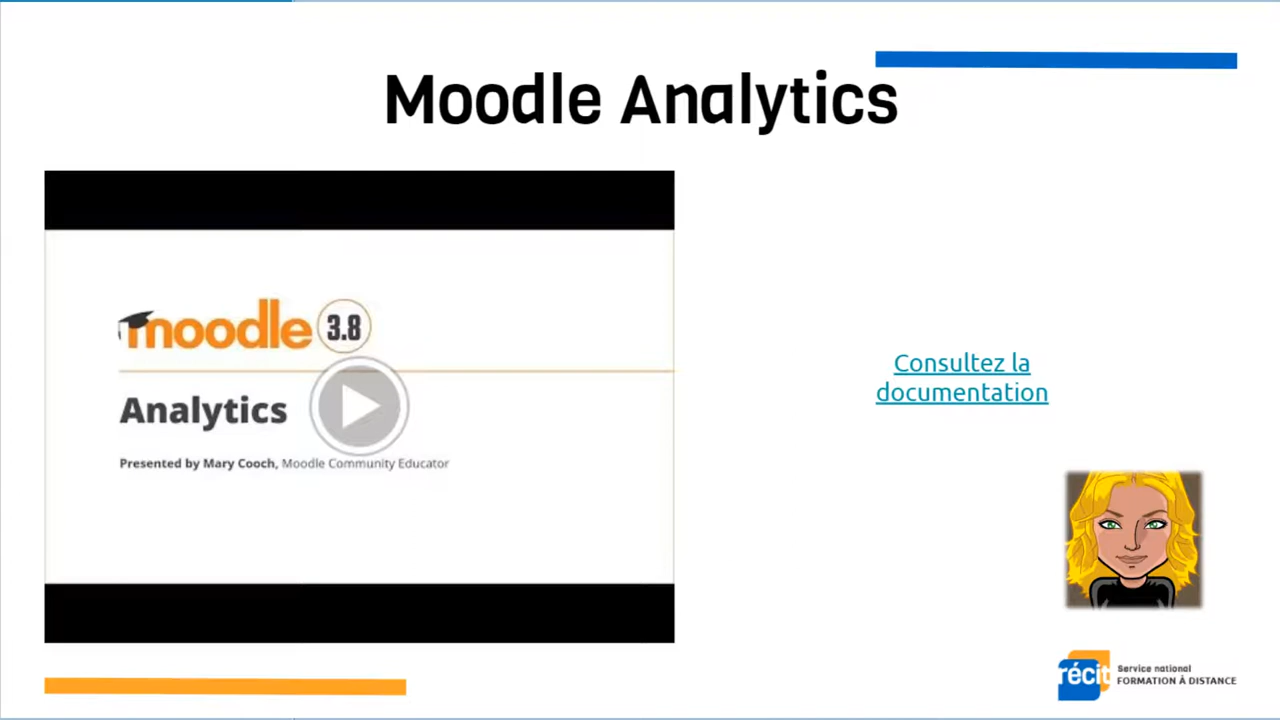 Moodle Analytics
moodle 3.8
Analytics
Presented by Mary Cooch, Moodle Community Educator
Consultez la
documentation
récit
Service national
FORMATION À DISTANCE